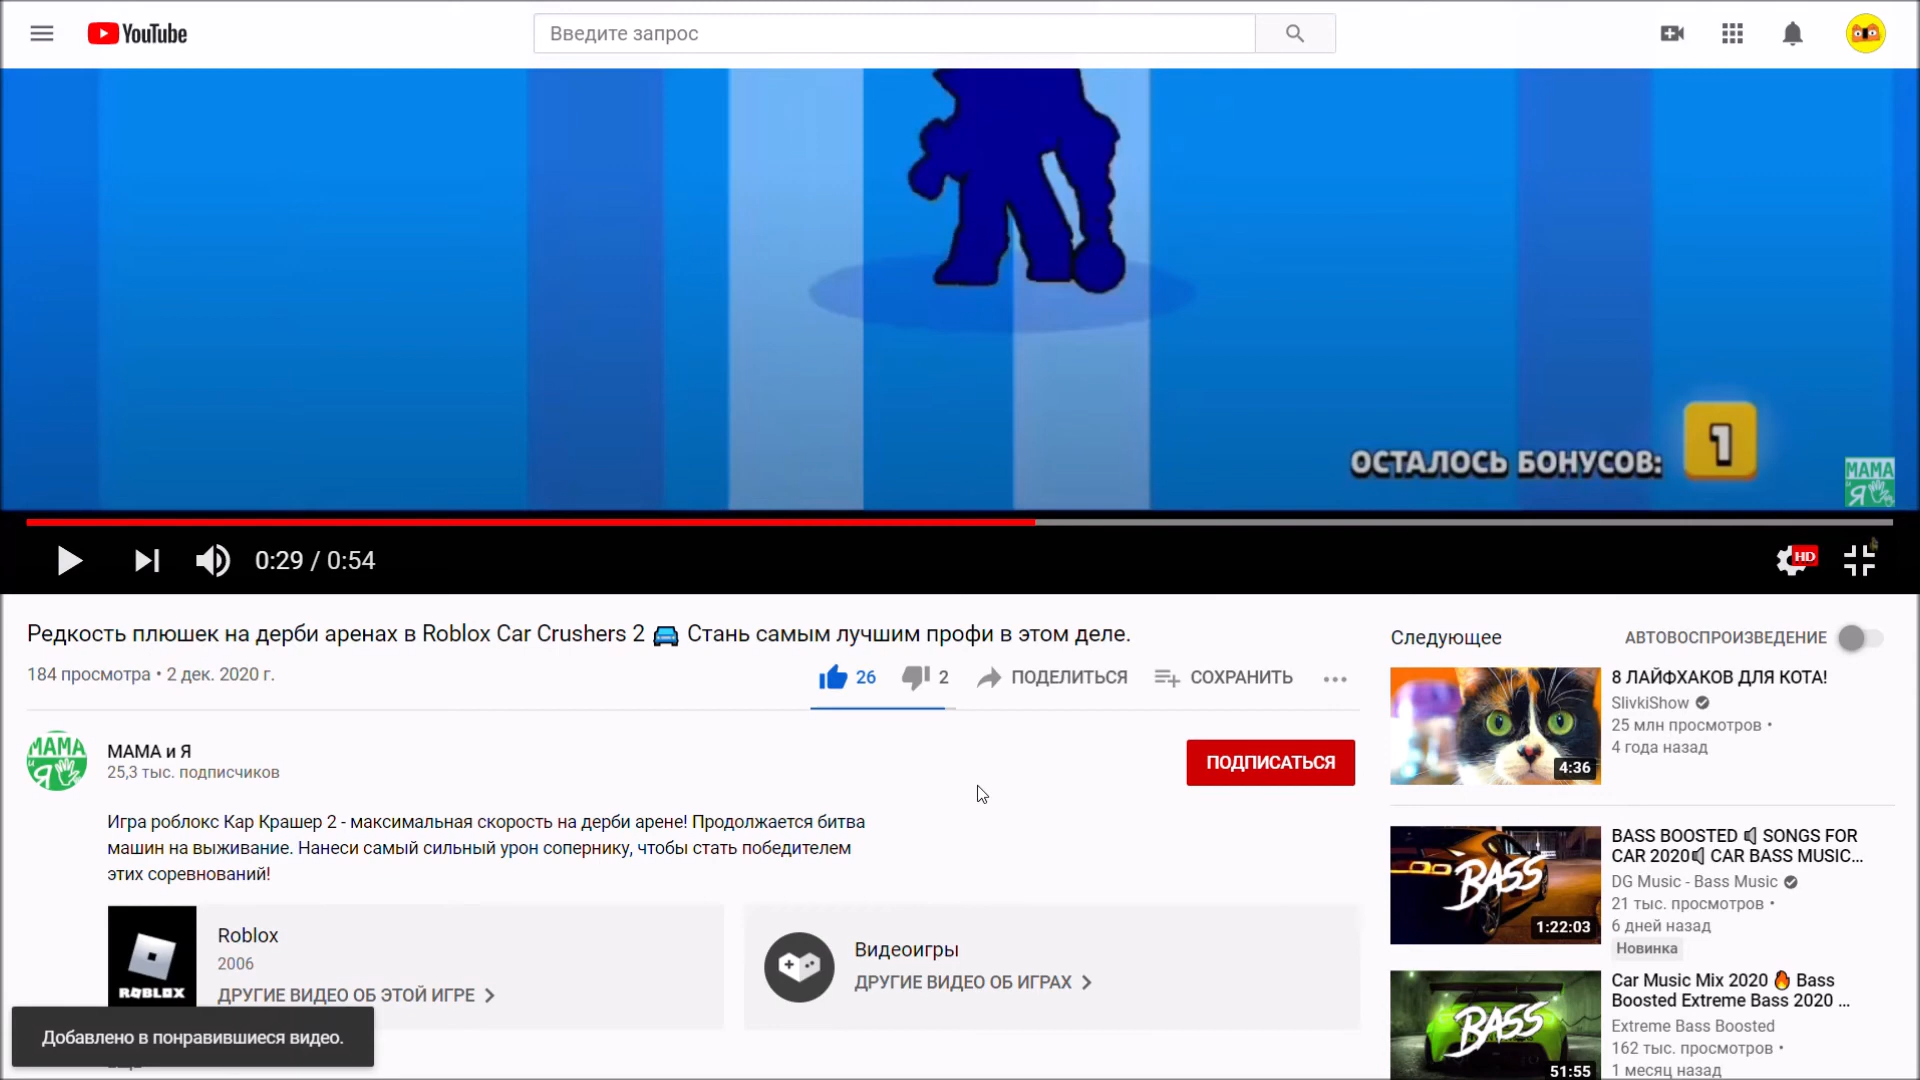 YouTube
Введите запрос
ОСТАЛОСЬ БОНУСОВ:
1
МАМА
и Я
0:29 / 0:54
HD
Редкость плюшек на дерби аренах в Roblox Car Crushers 2 🚘 Стань самым лучшим профи в этом деле.
184 просмотра • 2 дек. 2020 г.
26
2
ПОДЕЛИТЬСЯ
СОХРАНИТЬ
МАМА
и Я
МАМА и Я
25,3 тыс. подписчиков
ПОДПИСАТЬСЯ
Игра роблокс Кар Крашер 2 - максимальная скорость на дерби арене! Продолжается битва
машин на выживание. Нанеси самый сильный урон сопернику, чтобы стать победителем
этих соревнований!
ROBLOX
Roblox
2006
ДРУГИЕ ВИДЕО ОБ ЭТОЙ ИГРЕ
Видеоигры
ДРУГИЕ ВИДЕО ОБ ИГРАХ
Добавлено в понравившиеся видео.
Следующее
АВТОВОСПРОИЗВЕДЕНИЕ
4:36
8 ЛАЙФХАКОВ ДЛЯ КОТА!
SlivkiShow
25 млн просмотров •
4 года назад
BASS
1:22:03
BASS BOOSTED 🔈 SONGS FOR
CAR 2020🔈 CAR BASS MUSIC...
DG Music - Bass Music
21 тыс. просмотров •
6 дней назад
Новинка
BASS
51:55
Car Music Mix 2020 🔥 Bass
Boosted Extreme Bass 2020 ...
Extreme Bass Boosted
162 тыс. просмотров •
1 месяц назад